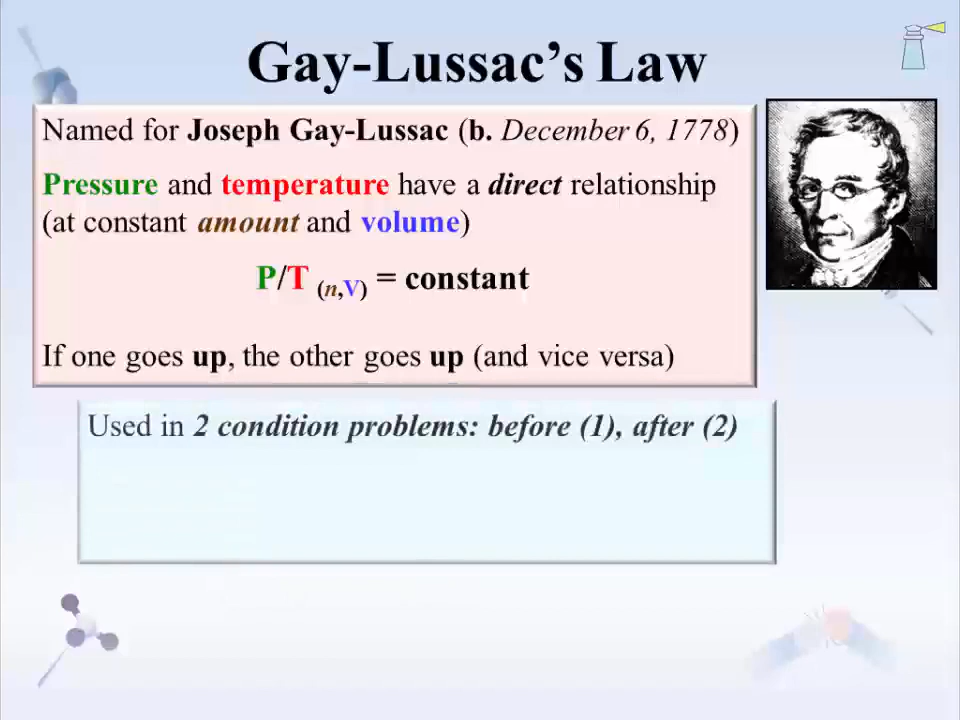 Gay-Lussac’s Law
Named for Joseph Gay-Lussac (b. December 6, 1778)
Pressure and temperature have a direct relationship
(at constant amount and volume)
P/T (n,V) = constant
If one goes up, the other goes up (and vice versa)
Used in 2 condition problems: before (1), after (2)